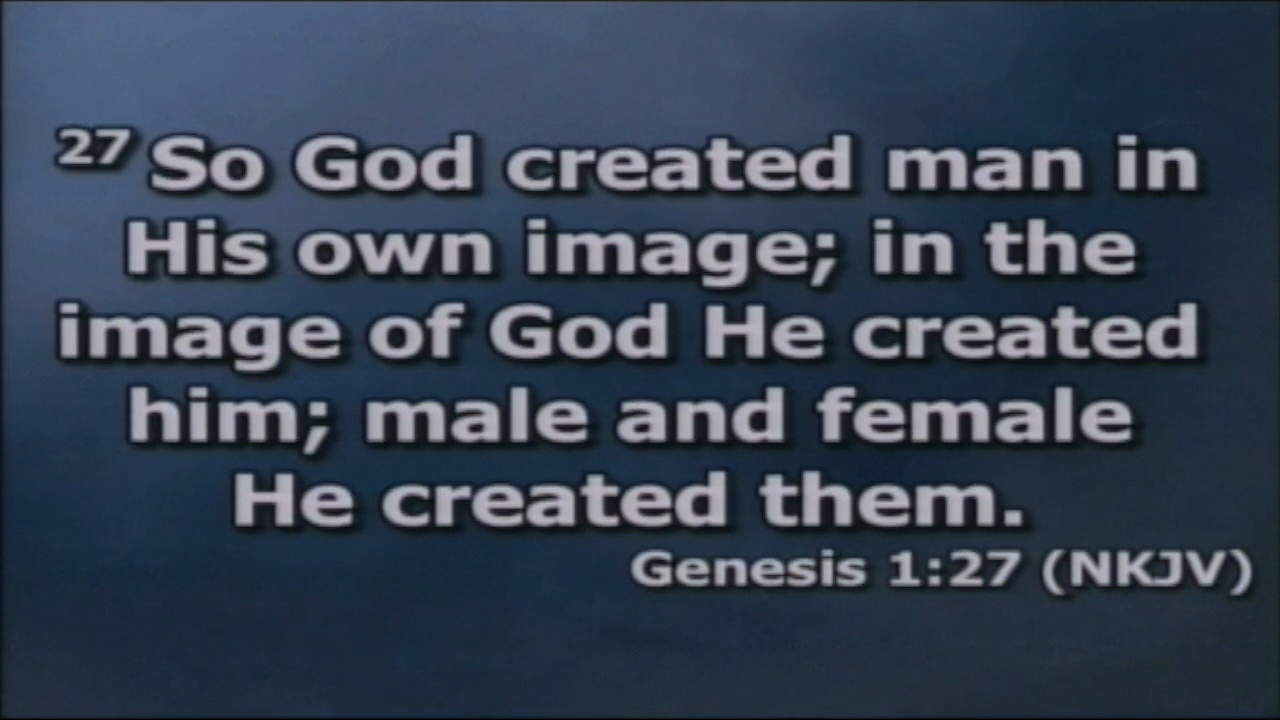 27 So God created man in
His own image; in the
image of God He created
him; male and female
He created them.
Genesis 1:27 (NKJV)